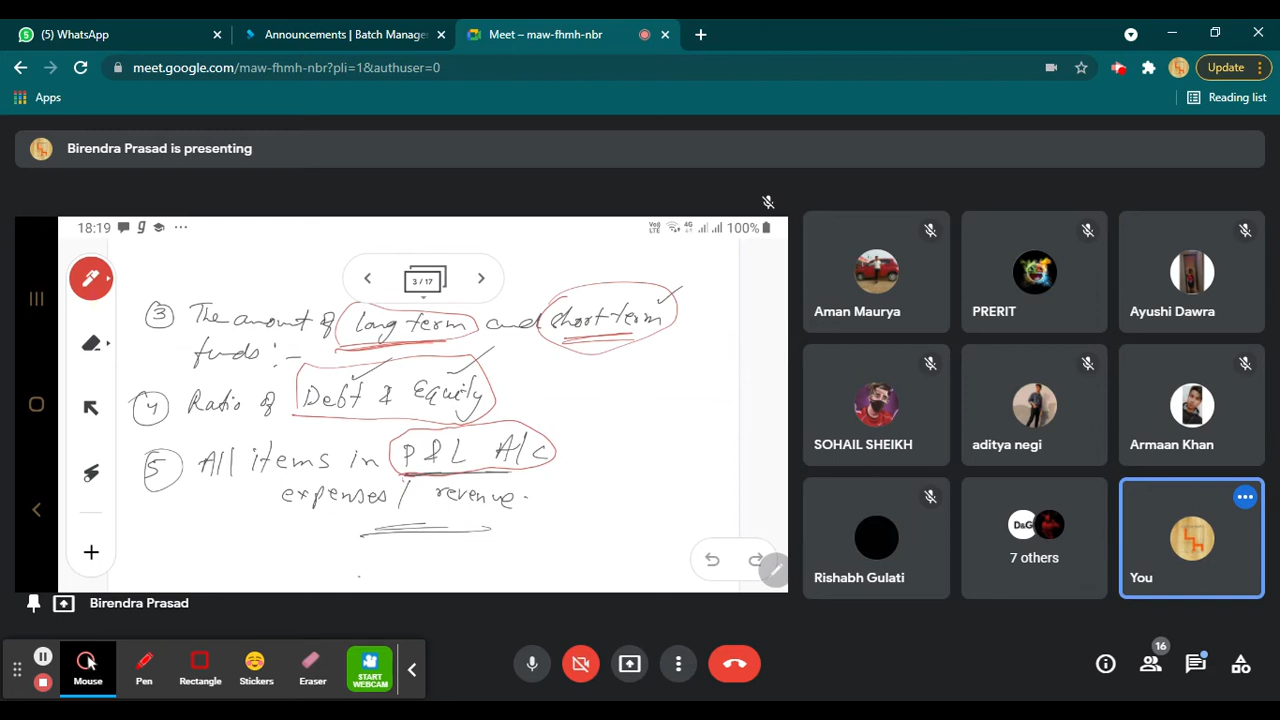 (5) WhatsApp
Announcements | Batch Manage
Meet – maw-fhmh-nbr
meet.google.com/maw-fhmh-nbr?pli=1&authuser=0
Update
Apps
Reading list
Birendra Prasad is presenting
18:19
VoLTE 4G 100%
3 / 17
③ The amount of long term and short term
funds :-
④ Ratio of Debt & Equity
⑤ All items in P & L A/c
expenses / revenue.
Birendra Prasad
Aman Maurya
PRERIT
Ayushi Dawra
SOHAIL SHEIKH
aditya negi
Armaan Khan
Rishabh Gulati
D&G
7 others
You
Mouse
Pen
Rectangle
Stickers
Eraser
START
WEBCAM
16